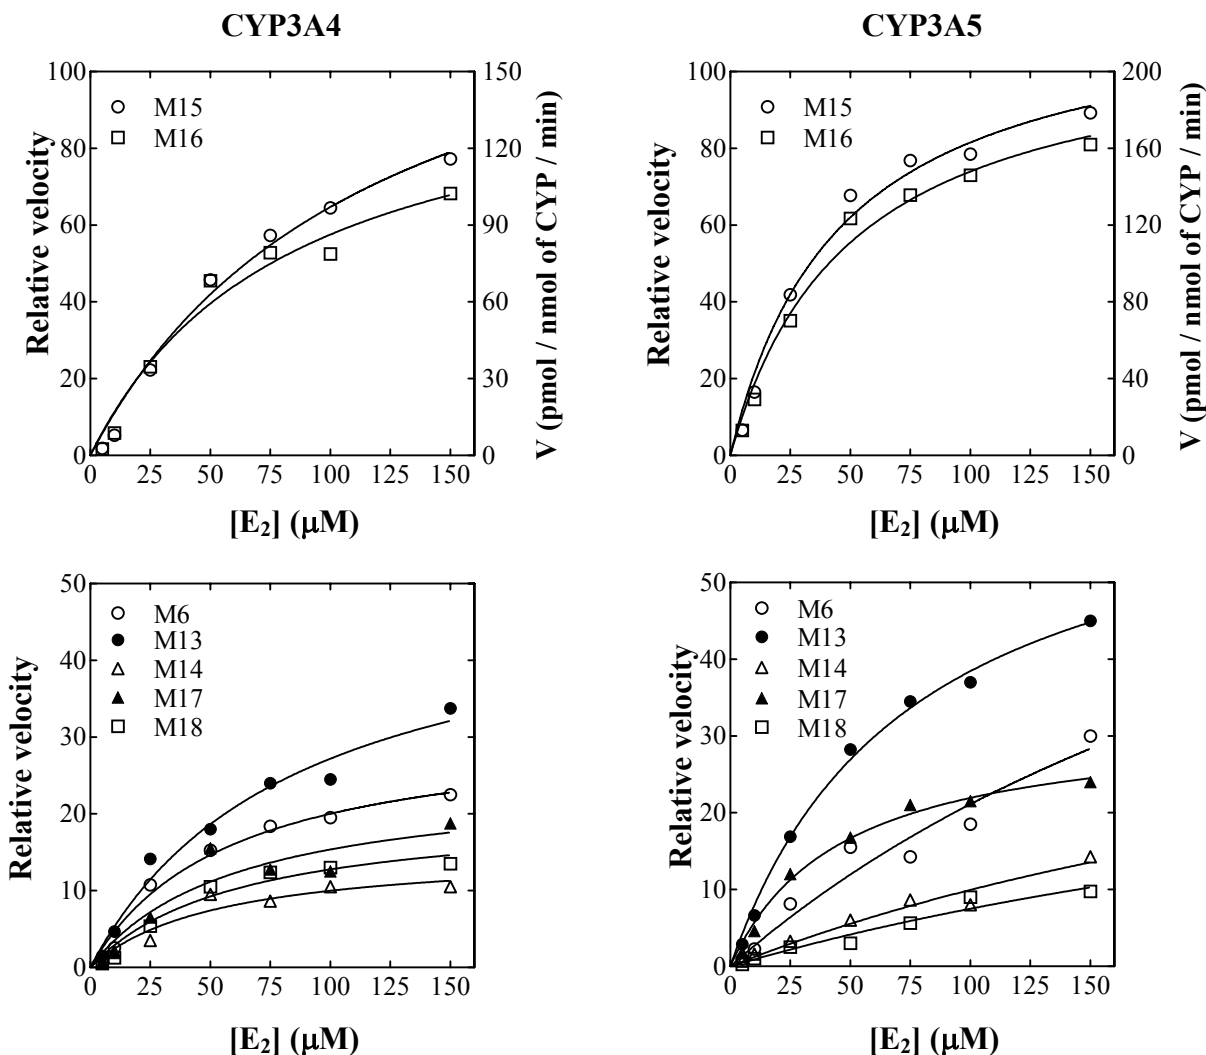 CYP3A4
CYP3A5
100
80
60
40
20
0
Relative velocity
M15
M16
150
120
90
60
30
0
V (pmol / nmol of CYP / min)
0 25 50 75 100 125 150
[E₂] (μM)
100
80
60
40
20
0
Relative velocity
M15
M16
200
160
120
80
40
0
V (pmol / nmol of CYP / min)
0 25 50 75 100 125 150
[E₂] (μM)
50
40
30
20
10
0
Relative velocity
M6
M13
M14
M17
M18
0 25 50 75 100 125 150
[E₂] (μM)
50
40
30
20
10
0
Relative velocity
M6
M13
M14
M17
M18
0 25 50 75 100 125 150
[E₂] (μM)